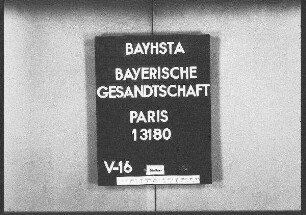 BAYHSTA
BAYERISCHE
GESANDTSCHAFT
PARIS
13180
V-16